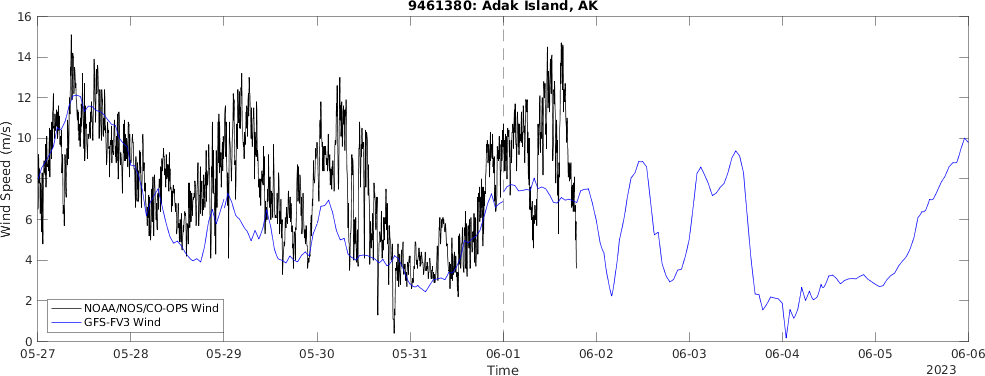 9461380: Adak Island, AK
Wind Speed (m/s)
16
14
12
10
8
6
4
2
0
NOAA/NOS/CO-OPS Wind
GFS-FV3 Wind
05-27 05-28 05-29 05-30 05-31 06-01 06-02 06-03 06-04 06-05 06-06
Time
2023